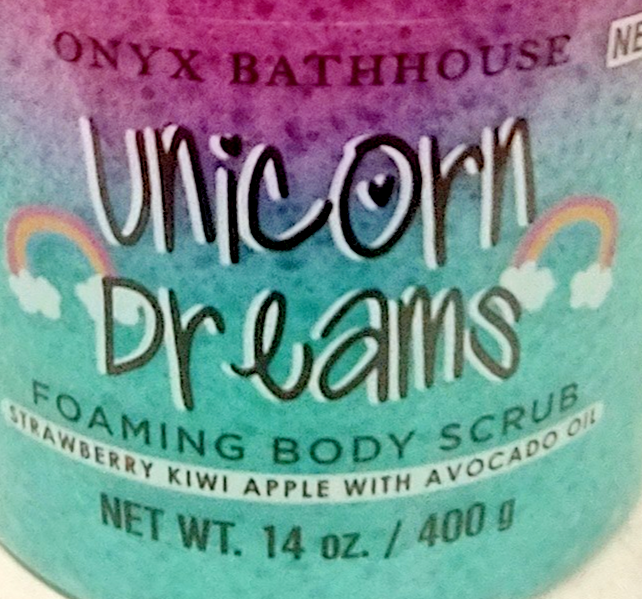 ONYX BATHHOUSE
unicorn
Dreams
FOAMING BODY SCRUB
STRAWBERRY KIWI APPLE WITH AVOCADO OIL
NET WT. 14 oz. / 400 g